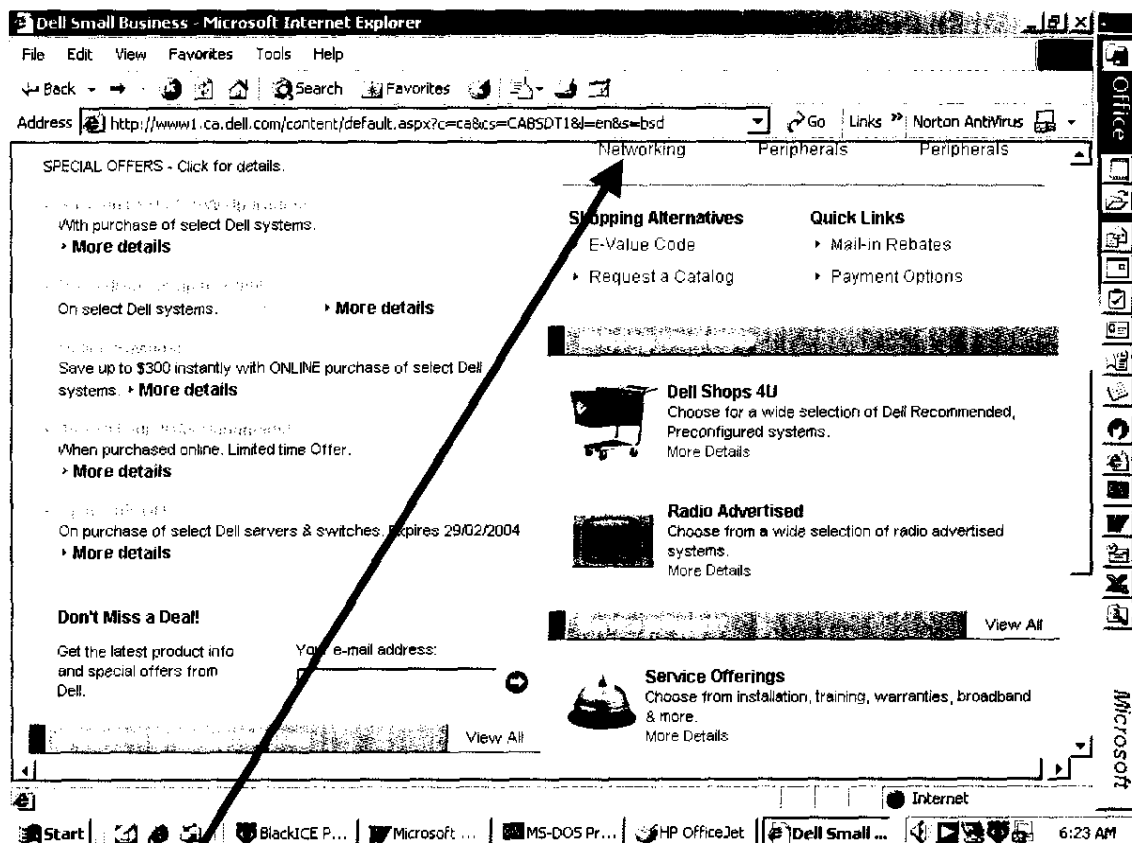 Dell Small Business - Microsoft Internet Explorer
File Edit View Favorites Tools Help
Back Search Favorites
Address http://www1.ca.dell.com/content/default.aspx?c=ca&cs=CABSDT1&l=en&s=bsd Go Links » Norton AntiVirus
Office
SPECIAL OFFERS - Click for details.
With purchase of select Dell systems.
More details
On select Dell systems. More details
Save up to $300 instantly with ONLINE purchase of select Dell
systems. More details
When purchased online. Limited time Offer.
More details
On purchase of select Dell servers & switches. Expires 29/02/2004
More details
Don't Miss a Deal!
Get the latest product info
and special offers from
Dell.
Your e-mail address:
View All
Networking Peripherals Peripherals
Shopping Alternatives
E-Value Code
Request a Catalog
Quick Links
Mail-in Rebates
Payment Options
Dell Shops 4U
Choose for a wide selection of Dell Recommended,
Preconfigured systems.
More Details
Radio Advertised
Choose from a wide selection of radio advertised
systems.
More Details
View All
Service Offerings
Choose from installation, training, warranties, broadband
& more.
More Details
Microsoft
Internet
Start BlackICE P... Microsoft ... MS-DOS Pr... HP OfficeJet Dell Small ... 6:23 AM